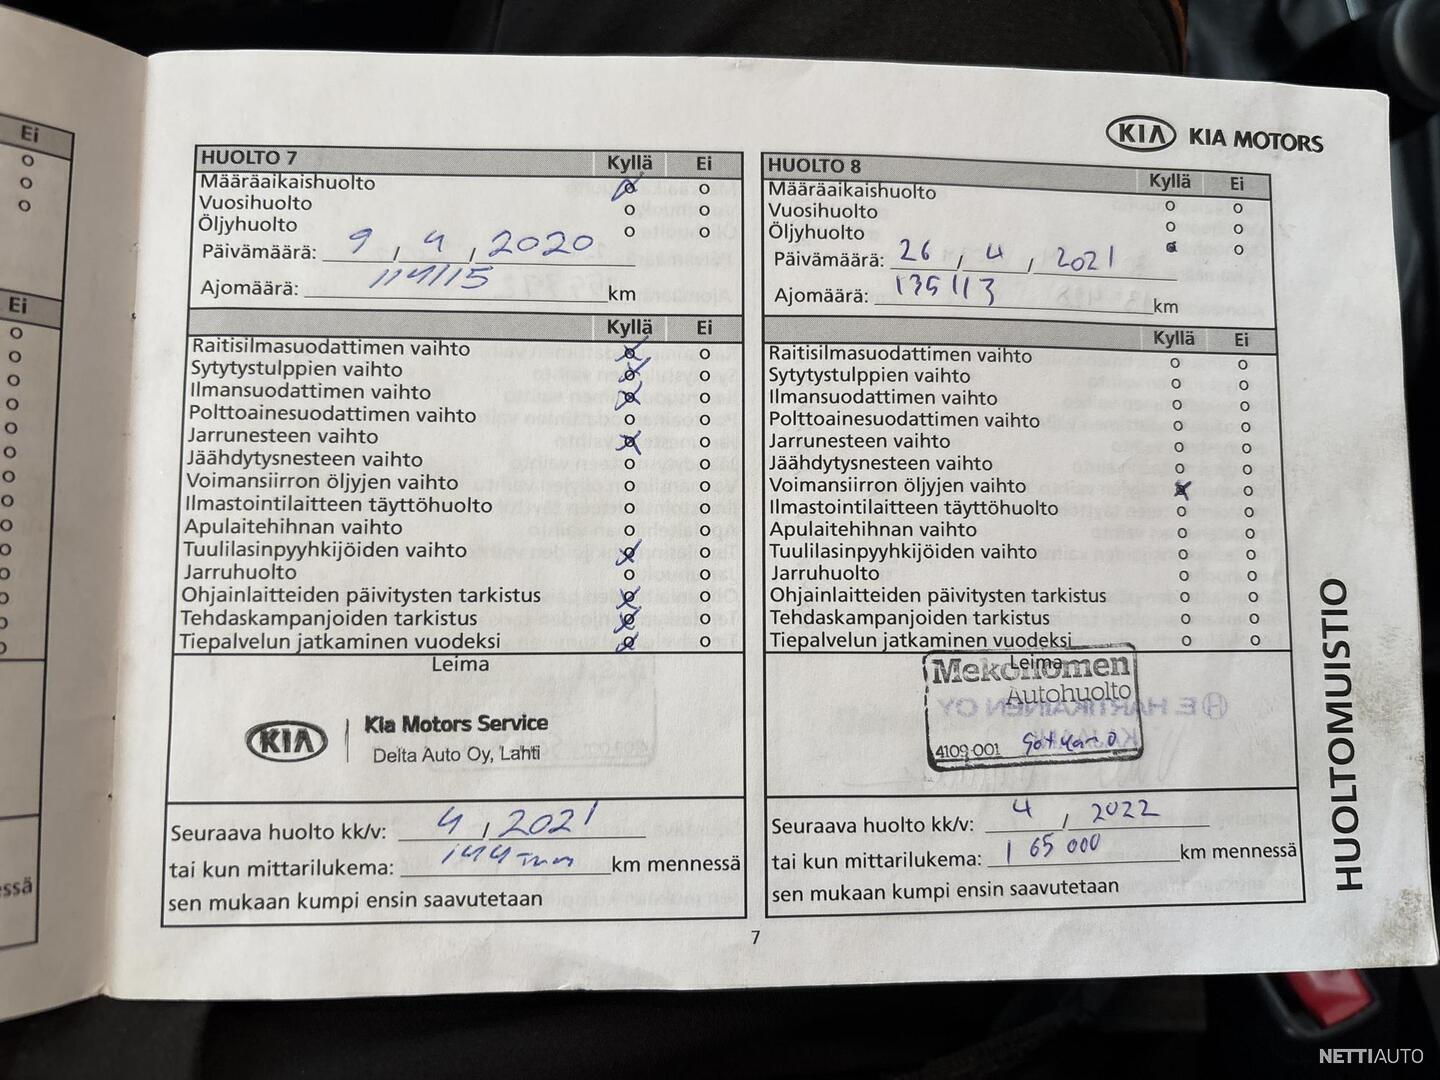 Ei
Ei
essä
KIA KIA MOTORS
HUOLTO 7 Kyllä Ei
Määräaikaishuolto
Vuosihuolto
Öljyhuolto
Päivämäärä: 9 , 4 , 2020
Ajomäärä: 114115 km
Kyllä Ei
Raitisilmasuodattimen vaihto
Sytytystulppien vaihto
Ilmansuodattimen vaihto
Polttoainesuodattimen vaihto
Jarrunesteen vaihto
Jäähdytysnesteen vaihto
Voimansiirron öljyjen vaihto
Ilmastointilaitteen täyttöhuolto
Apulaitehihnan vaihto
Tuulilasinpyyhkijöiden vaihto
Jarruhuolto
Ohjainlaitteiden päivitysten tarkistus
Tehdaskampanjoiden tarkistus
Tiepalvelun jatkaminen vuodeksi
Leima
KIA Kia Motors Service
Delta Auto Oy, Lahti
Seuraava huolto kk/v: 4 , 2021
tai kun mittarilukema: 144 km mennessä
sen mukaan kumpi ensin saavutetaan
HUOLTO 8 Kyllä Ei
Määräaikaishuolto
Vuosihuolto
Öljyhuolto
Päivämäärä: 26 , 4 , 2021
Ajomäärä: 135113 km
Kyllä Ei
Raitisilmasuodattimen vaihto
Sytytystulppien vaihto
Ilmansuodattimen vaihto
Polttoainesuodattimen vaihto
Jarrunesteen vaihto
Jäähdytysnesteen vaihto
Voimansiirron öljyjen vaihto
Ilmastointilaitteen täyttöhuolto
Apulaitehihnan vaihto
Tuulilasinpyyhkijöiden vaihto
Jarruhuolto
Ohjainlaitteiden päivitysten tarkistus
Tehdaskampanjoiden tarkistus
Tiepalvelun jatkaminen vuodeksi
Leima
Mekonomen
Autohuolto
4109 001
Seuraava huolto kk/v: 4 , 2022
tai kun mittarilukema: 165 000 km mennessä
sen mukaan kumpi ensin saavutetaan
7
HUOLTOMUISTIO
NETTIAUTO